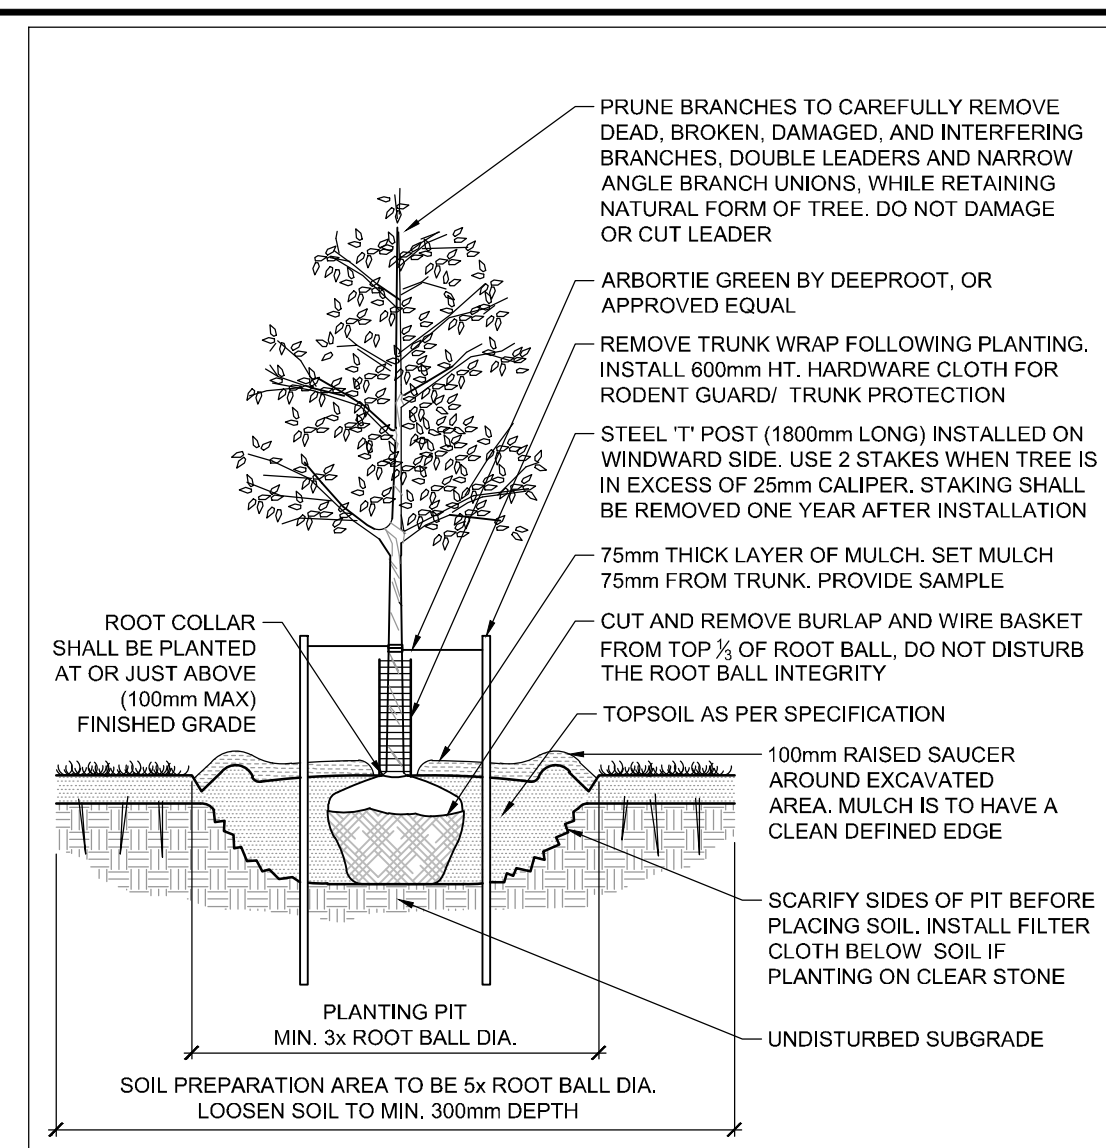 PRUNE BRANCHES TO CAREFULLY REMOVE
DEAD, BROKEN, DAMAGED, AND INTERFERING
BRANCHES, DOUBLE LEADERS AND NARROW
ANGLE BRANCH UNIONS, WHILE RETAINING
NATURAL FORM OF TREE. DO NOT DAMAGE
OR CUT LEADER
ARBORTIE GREEN BY DEEPROOT, OR
APPROVED EQUAL
REMOVE TRUNK WRAP FOLLOWING PLANTING.
INSTALL 600mm HT. HARDWARE CLOTH FOR
RODENT GUARD/ TRUNK PROTECTION
STEEL 'T' POST (1800mm LONG) INSTALLED ON
WINDWARD SIDE. USE 2 STAKES WHEN TREE IS
IN EXCESS OF 25mm CALIPER. STAKING SHALL
BE REMOVED ONE YEAR AFTER INSTALLATION
75mm THICK LAYER OF MULCH. SET MULCH
75mm FROM TRUNK. PROVIDE SAMPLE
ROOT COLLAR
SHALL BE PLANTED
AT OR JUST ABOVE
(100mm MAX)
FINISHED GRADE
CUT AND REMOVE BURLAP AND WIRE BASKET
FROM TOP ⅓ OF ROOT BALL, DO NOT DISTURB
THE ROOT BALL INTEGRITY
TOPSOIL AS PER SPECIFICATION
100mm RAISED SAUCER
AROUND EXCAVATED
AREA. MULCH IS TO HAVE A
CLEAN DEFINED EDGE
SCARIFY SIDES OF PIT BEFORE
PLACING SOIL. INSTALL FILTER
CLOTH BELOW SOIL IF
PLANTING ON CLEAR STONE
UNDISTURBED SUBGRADE
PLANTING PIT
MIN. 3x ROOT BALL DIA.
SOIL PREPARATION AREA TO BE 5x ROOT BALL DIA.
LOOSEN SOIL TO MIN. 300mm DEPTH